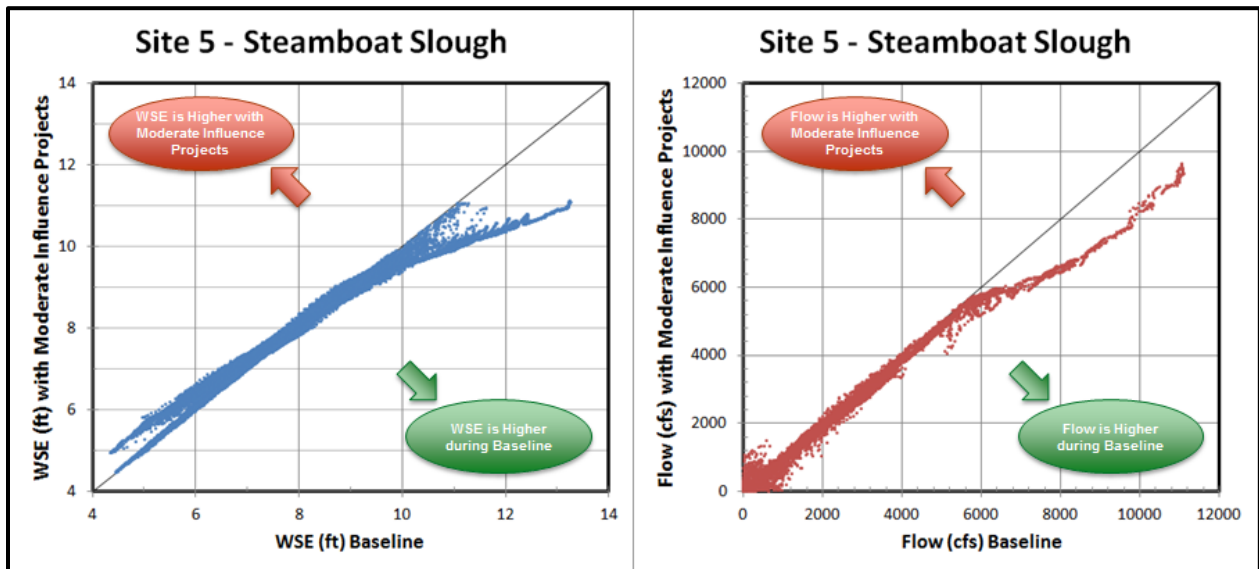 Site 5 - Steamboat Slough
WSE (ft) with Moderate Influence Projects
14
12
10
8
6
4
WSE is Higher with
Moderate Influence
Projects
WSE is Higher
during Baseline
4
6
8
10
12
14
WSE (ft) Baseline
Site 5 - Steamboat Slough
Flow (cfs) with Moderate Influence Projects
12000
10000
8000
6000
4000
2000
0
Flow is Higher with
Moderate Influence
Projects
Flow is Higher
during Baseline
0
2000
4000
6000
8000
10000
12000
Flow (cfs) Baseline